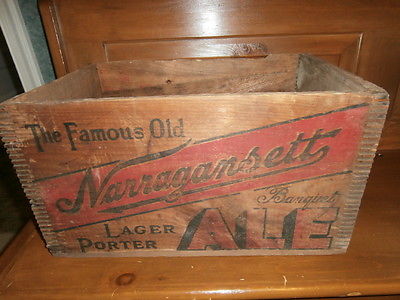 The Famous Old
Narragansett
Banquet
LAGER
PORTER
ALE